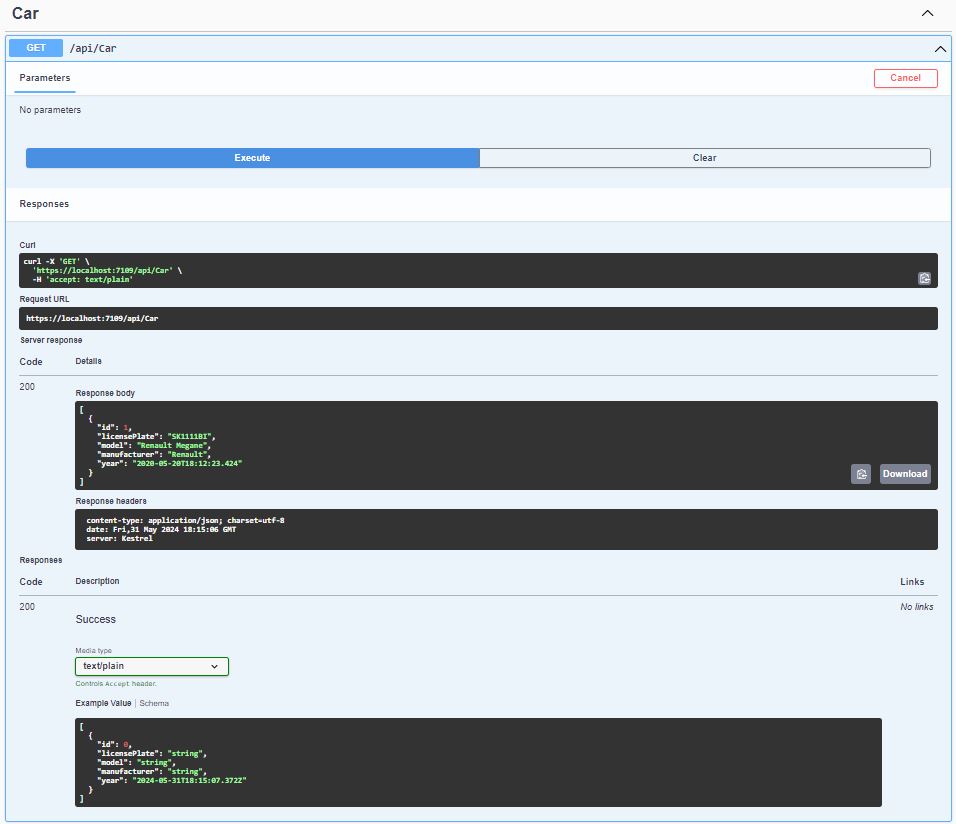 Car
GET /api/Car
Parameters Cancel
No parameters
Execute Clear
Responses
Curl
curl -X 'GET' \
'https://localhost:7109/api/Car' \
-H 'accept: text/plain'
Request URL
https://localhost:7109/api/Car
Server response
Code Details
200
Response body
[
{
"id": 1,
"licensePlate": "SK1111BI",
"model": "Renault Megane",
"manufacturer": "Renault",
"year": "2020-05-20T18:12:23.424"
}
]
Download
Response headers
content-type: application/json; charset=utf-8
date: Fri,31 May 2024 18:15:06 GMT
server: Kestrel
Responses
Code Description Links
200 No links
Success
Media type
text/plain
Controls Accept header.
Example Value | Schema
[
{
"id": 0,
"licensePlate": "string",
"model": "string",
"manufacturer": "string",
"year": "2024-05-31T18:15:07.372Z"
}
]